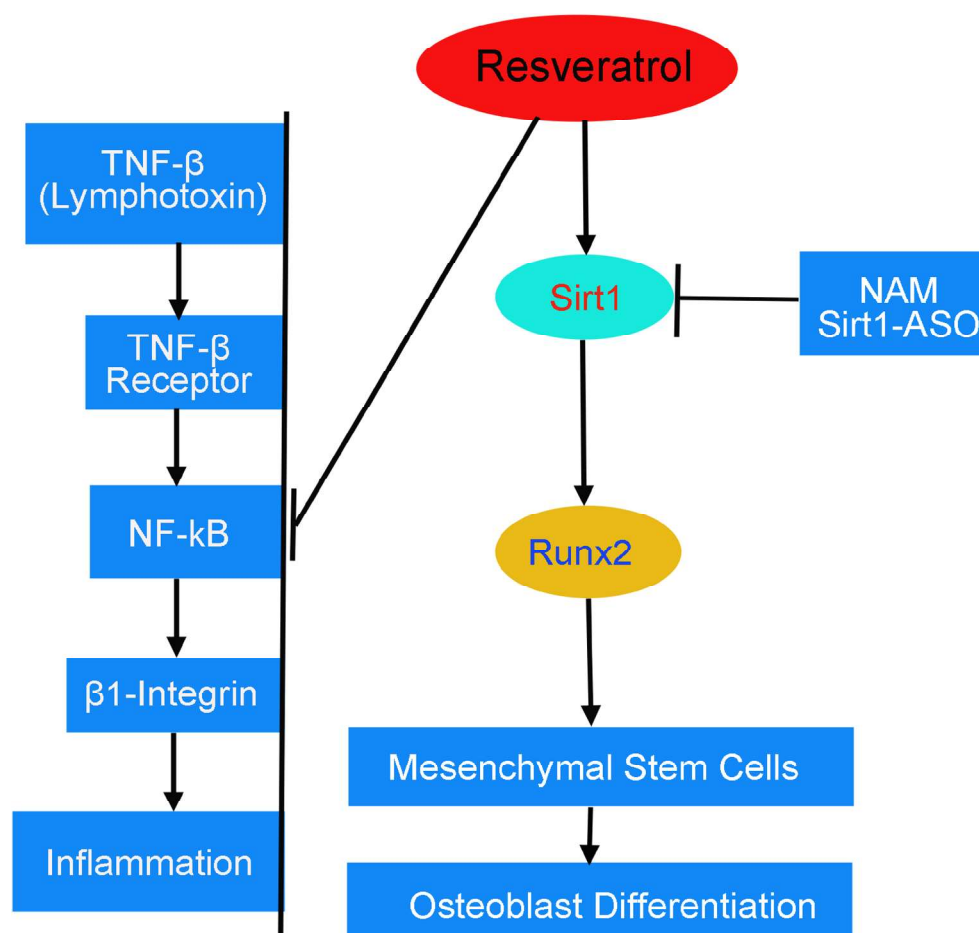 Resveratrol
TNF-β
(Lymphotoxin)
TNF-β
Receptor
NF-kB
β1-Integrin
Inflammation
Sirt1
NAM
Sirt1-ASO
Runx2
Mesenchymal Stem Cells
Osteoblast Differentiation